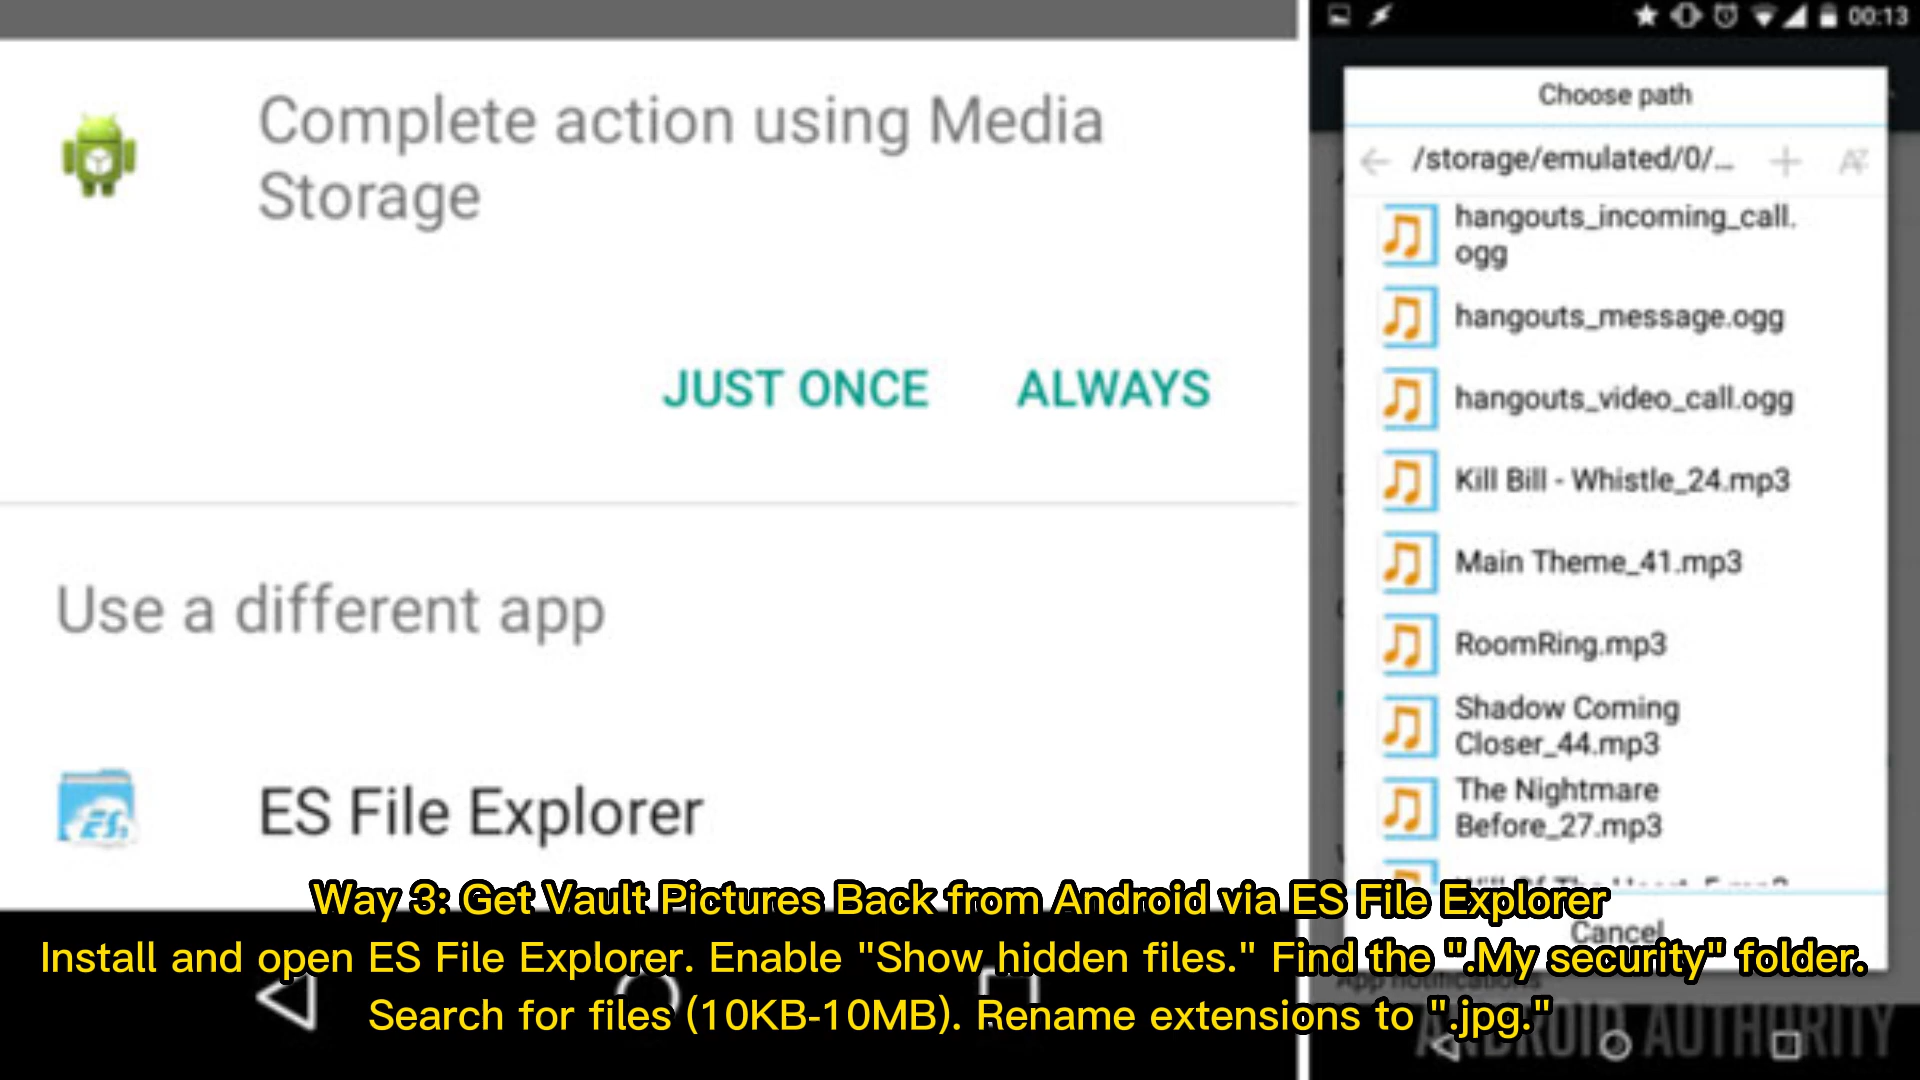 Complete action using Media
Storage
JUST ONCE ALWAYS
Use a different app
ES File Explorer
00:13
Choose path
/storage/emulated/0/...
hangouts_incoming_call.
ogg
hangouts_message.ogg
hangouts_video_call.ogg
Kill Bill - Whistle_24.mp3
Main Theme_41.mp3
RoomRing.mp3
Shadow Coming
Closer_44.mp3
The Nightmare
Before_27.mp3
Cancel
App notifications
ANDROID AUTHORITY
Way 3: Get Vault Pictures Back from Android via ES File Explorer
Install and open ES File Explorer. Enable "Show hidden files." Find the ".My security" folder.
Search for files (10KB-10MB). Rename extensions to ".jpg."